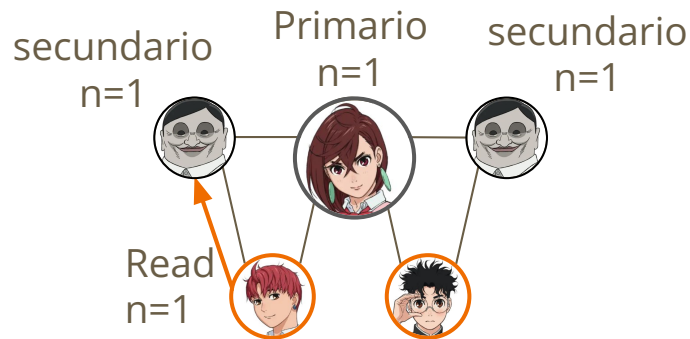 secundario
n=1
Primario
n=1
secundario
n=1
Read
n=1